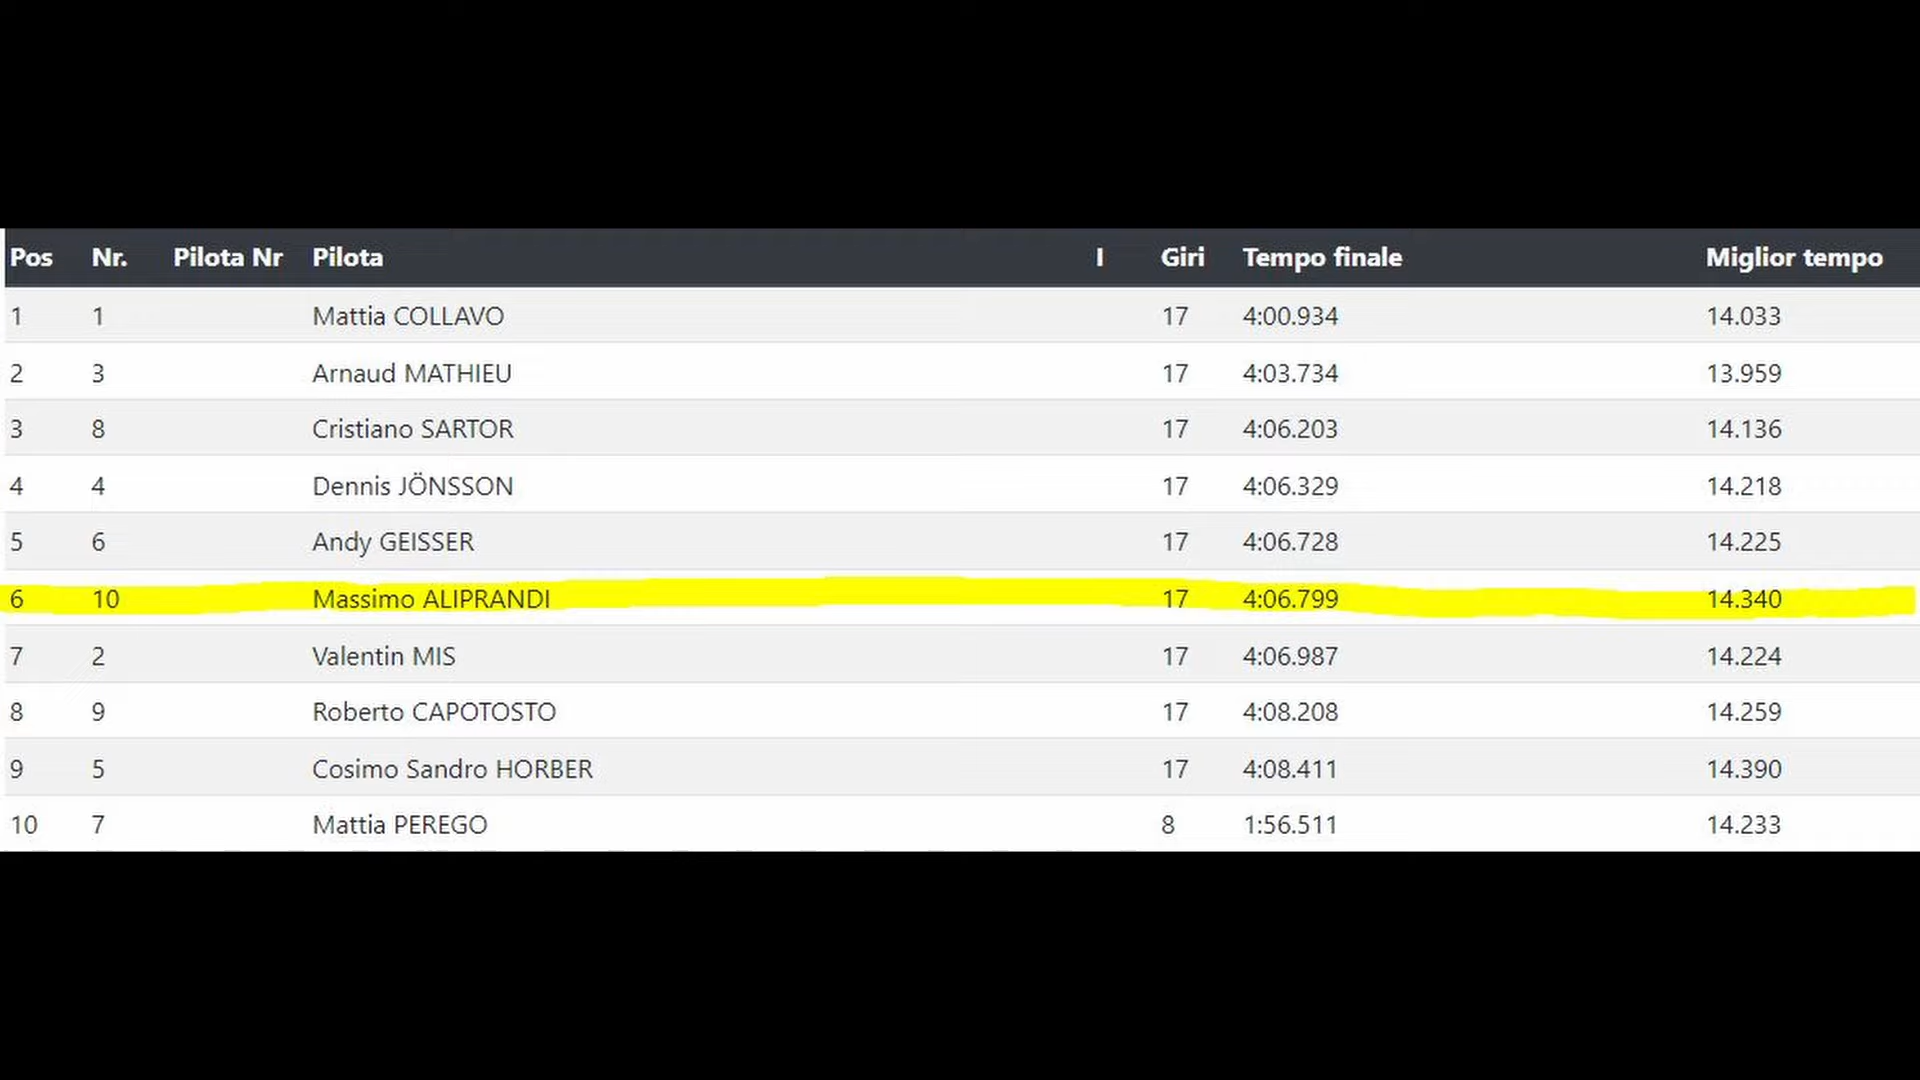 Pos Nr. Pilota Nr Pilota I Giri Tempo finale Miglior tempo
1 1 Mattia COLLAVO 17 4:00.934 14.033
2 3 Arnaud MATHIEU 17 4:03.734 13.959
3 8 Cristiano SARTOR 17 4:06.203 14.136
4 4 Dennis JÖNSSON 17 4:06.329 14.218
5 6 Andy GEISSER 17 4:06.728 14.225
6 10 Massimo ALIPRANDI 17 4:06.799 14.340
7 2 Valentin MIS 17 4:06.987 14.224
8 9 Roberto CAPOTOSTO 17 4:08.208 14.259
9 5 Cosimo Sandro HORBER 17 4:08.411 14.390
10 7 Mattia PEREGO 8 1:56.511 14.233